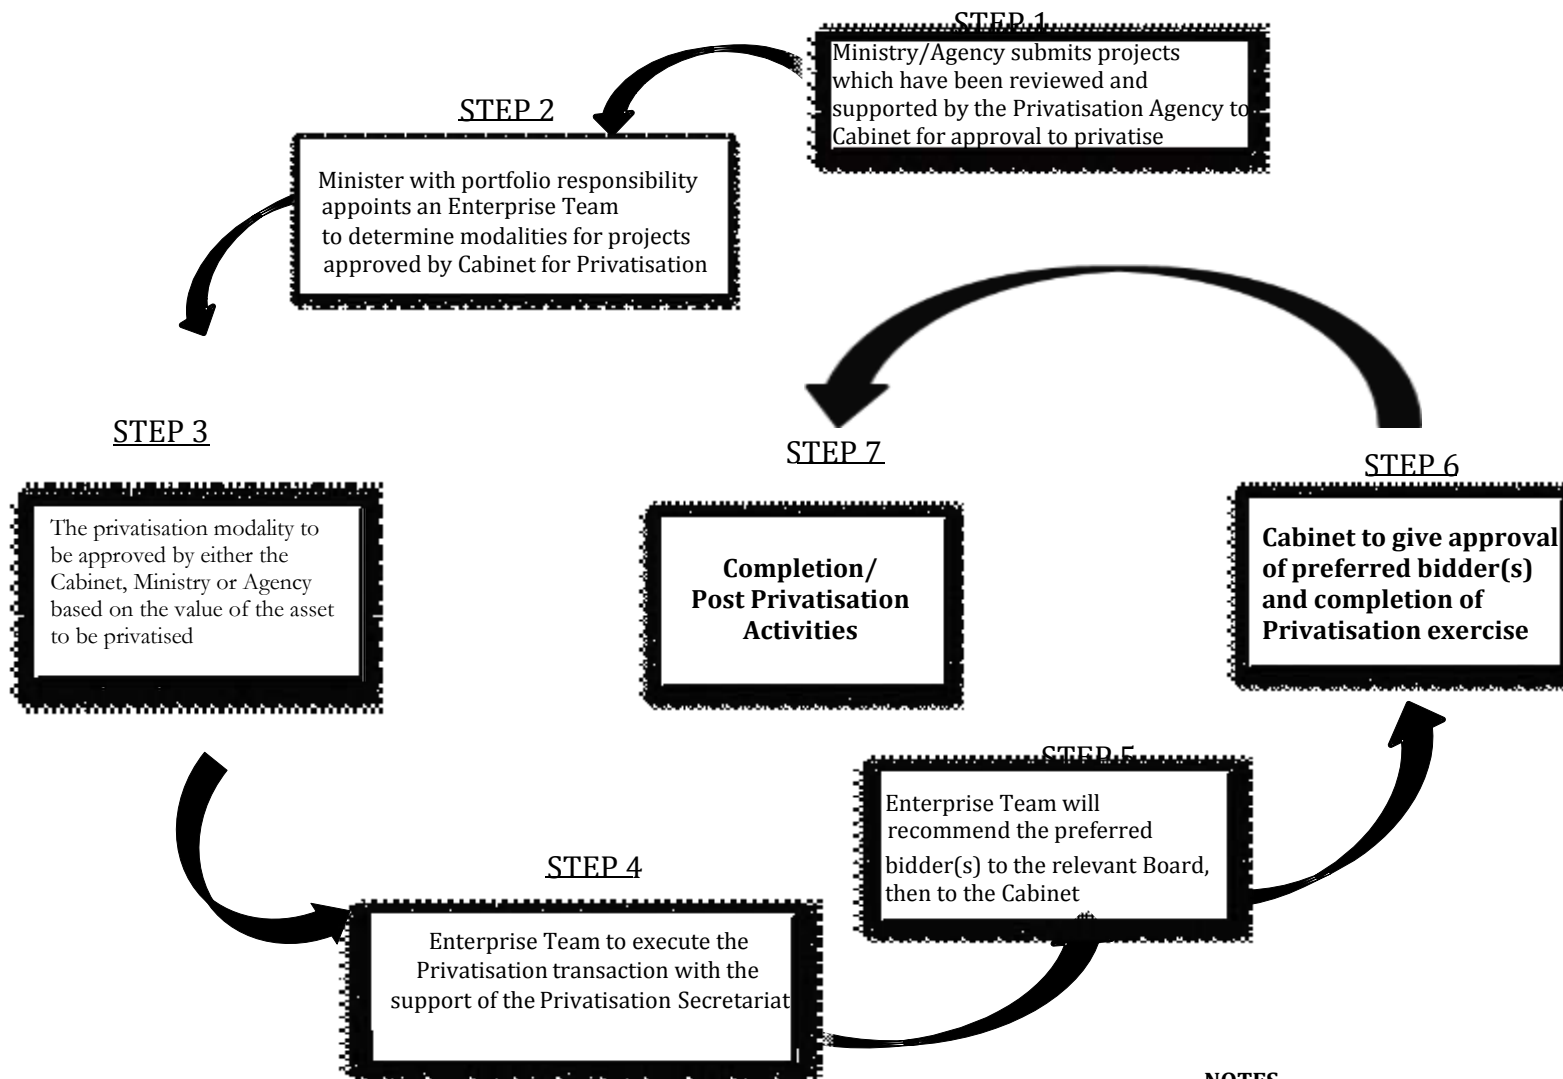 STEP 1
Ministry/Agency submits projects
which have been reviewed and
supported by the Privatisation Agency to
Cabinet for approval to privatise
STEP 2
Minister with portfolio responsibility
appoints an Enterprise Team
to determine modalities for projects
approved by Cabinet for Privatisation
STEP 3
The privatisation modality to
be approved by either the
Cabinet, Ministry or Agency
based on the value of the asset
to be privatised
STEP 4
Enterprise Team to execute the
Privatisation transaction with the
support of the Privatisation Secretariat
STEP 5
Enterprise Team will
recommend the preferred
bidder(s) to the relevant Board,
then to the Cabinet
STEP 6
Cabinet to give approval
of preferred bidder(s)
and completion of
Privatisation exercise
STEP 7
Completion/
Post Privatisation
Activities
NOTES